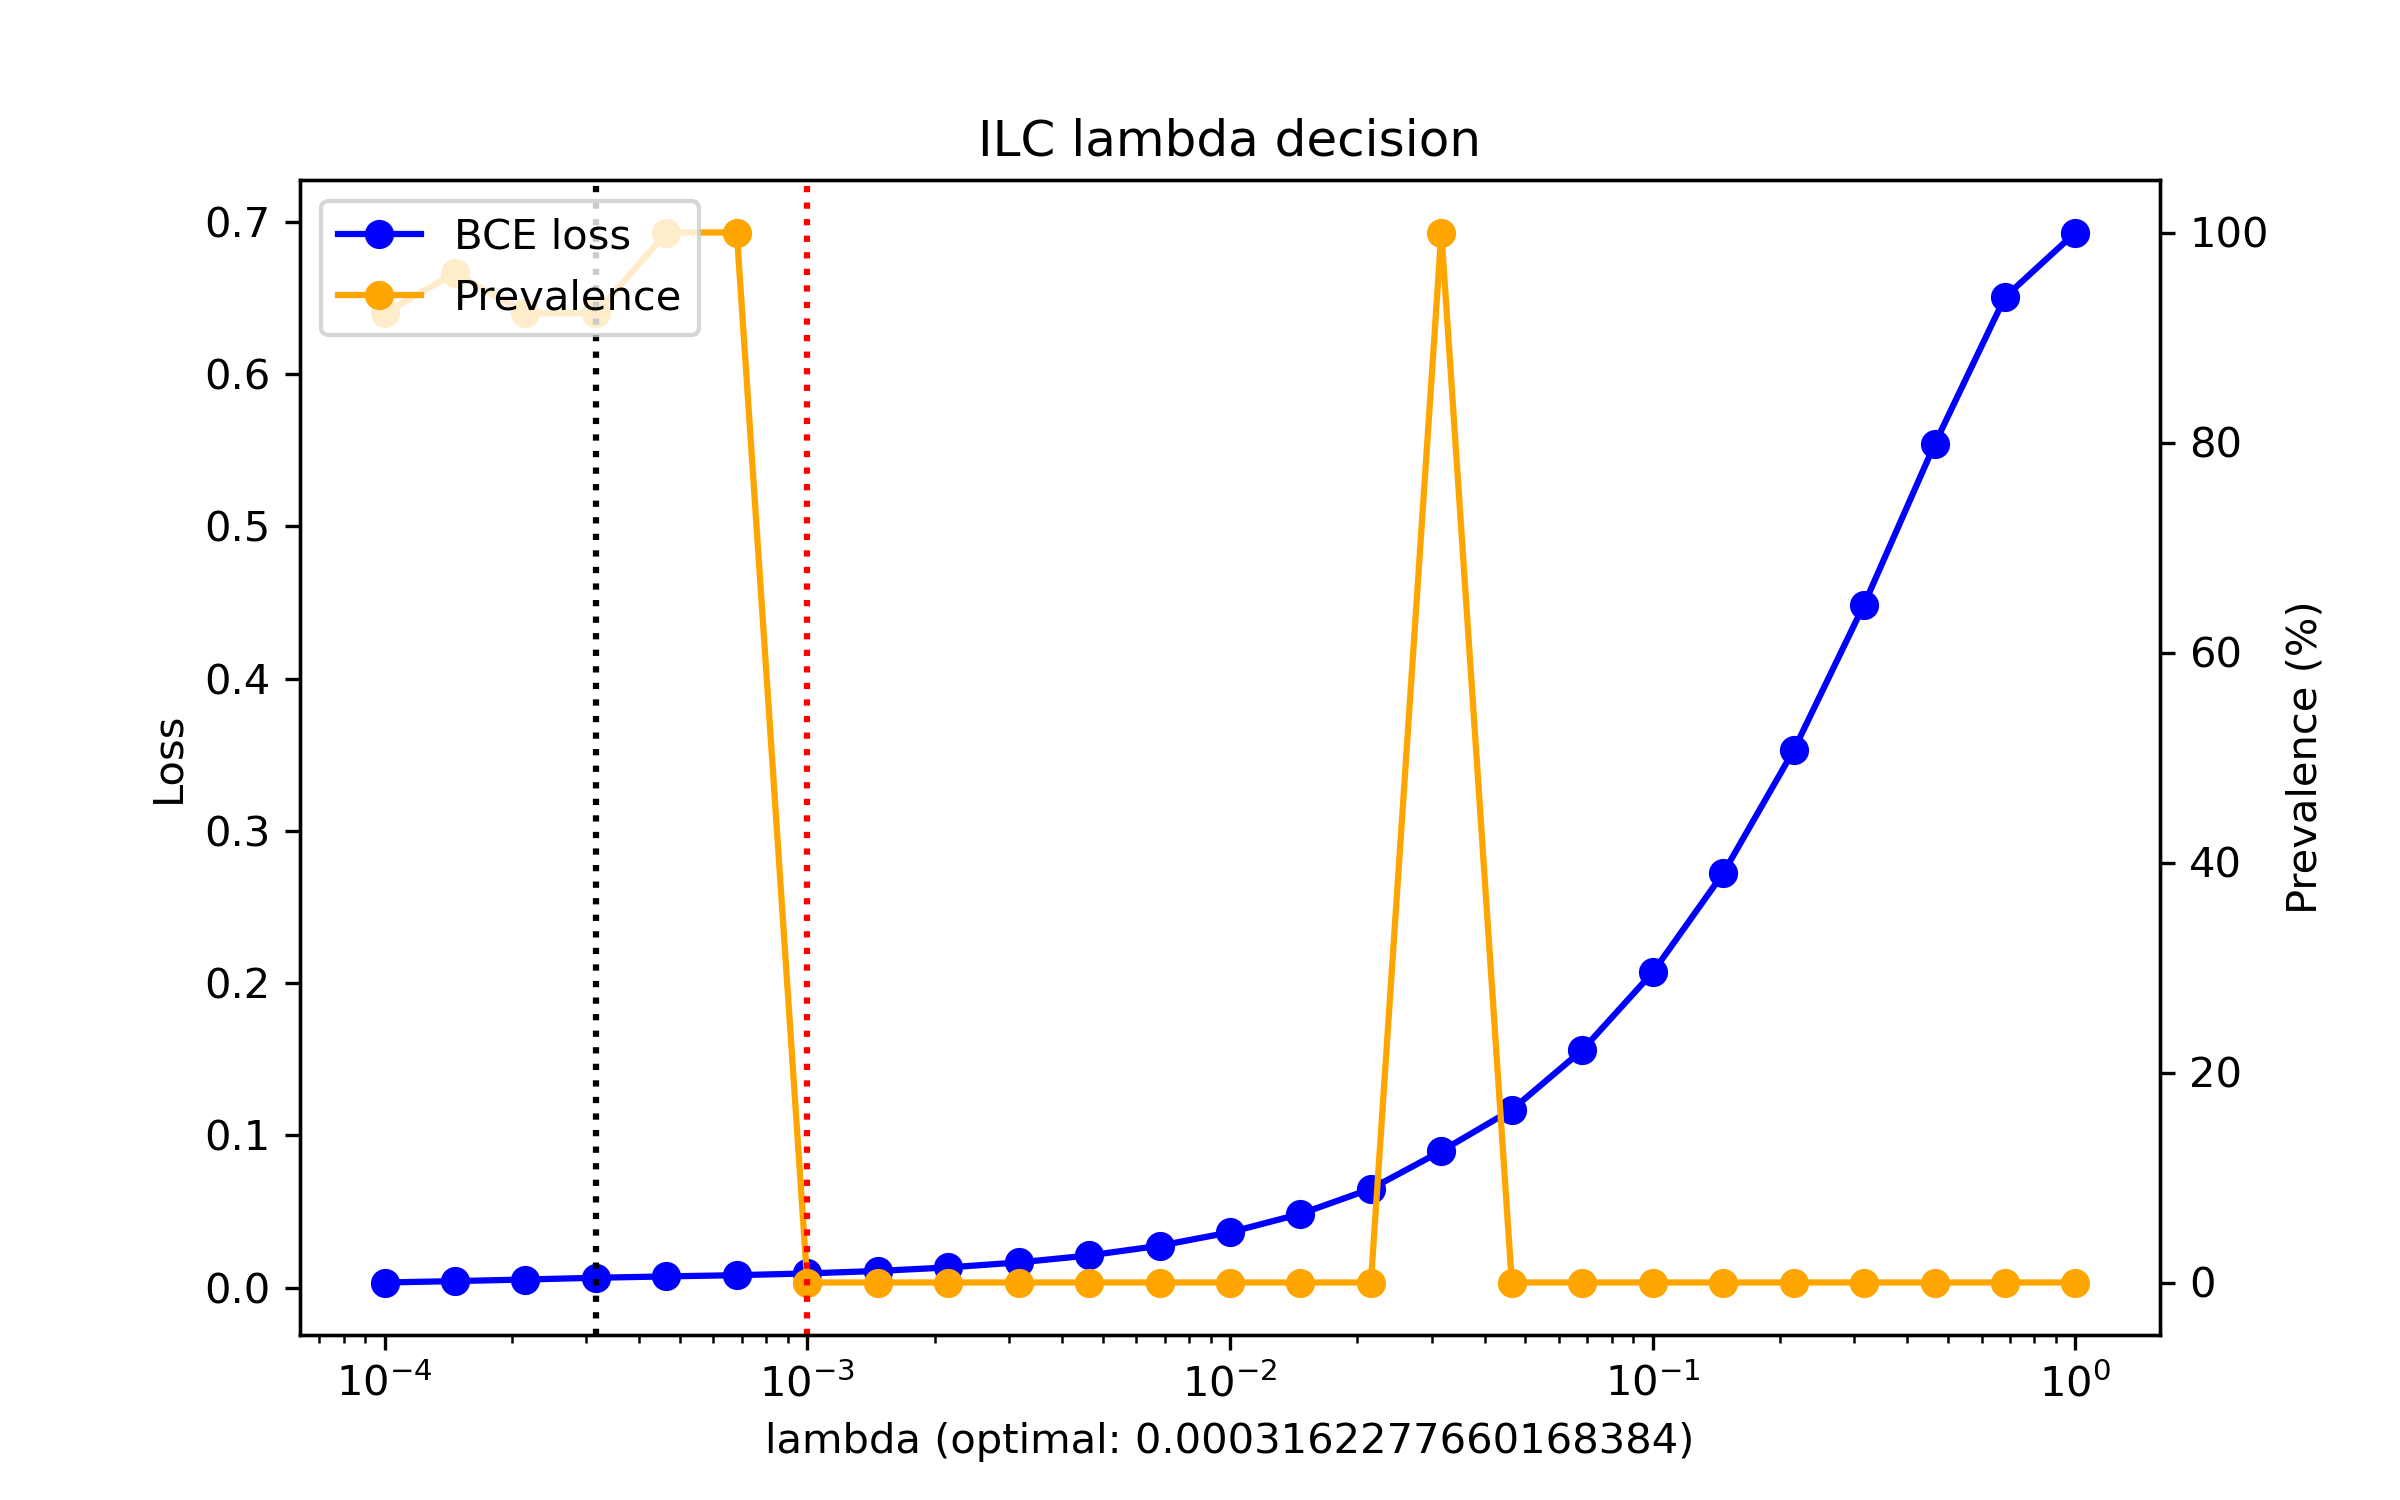 ILC lambda decision
BCE loss
Prevalence
0.7
0.6
0.5
0.4
0.3
0.2
0.1
0.0
Loss
100
80
60
40
20
0
Prevalence (%)
10⁻⁴ 10⁻³ 10⁻² 10⁻¹ 10⁰
lambda (optimal: 0.0003162277660168384)